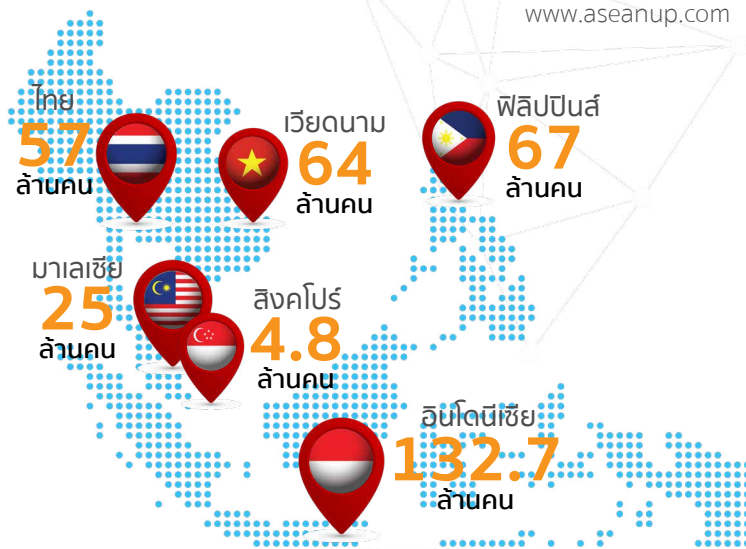 www.aseanup.com
ไทย
57
ล้านคน
เวียดนาม
64
ล้านคน
ฟิลิปปินส์
67
ล้านคน
มาเลเซีย
25
ล้านคน
สิงคโปร์
4.8
ล้านคน
อินโดนีเซีย
132.7
ล้านคน